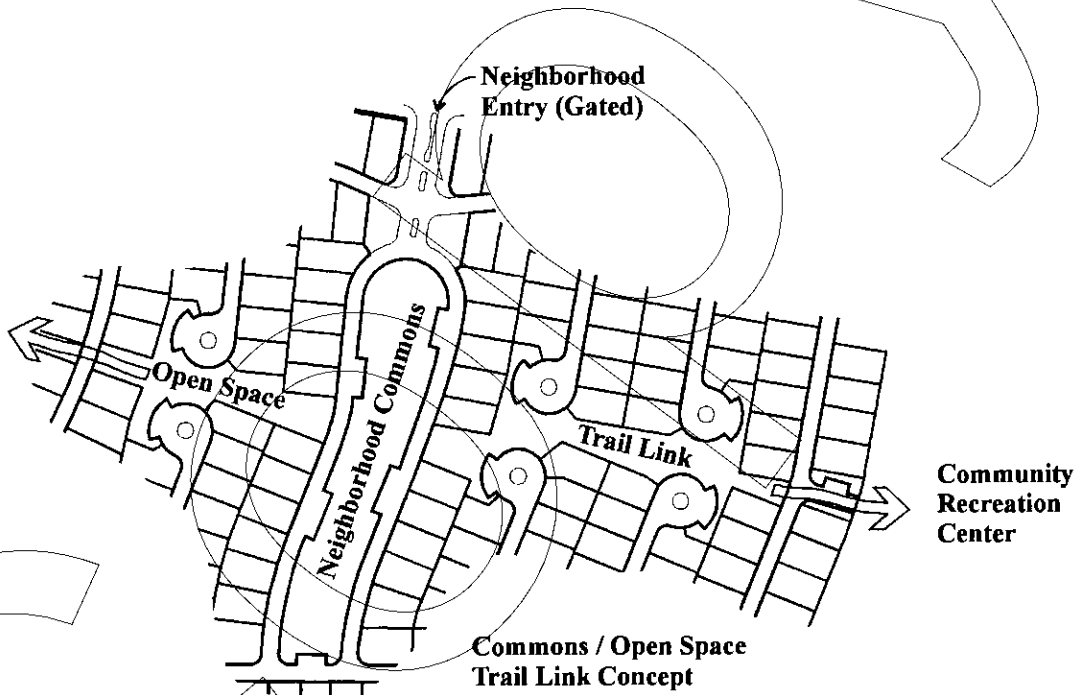 Neighborhood
Entry (Gated)
Open Space
Neighborhood Commons
Trail Link
Community
Recreation
Center
Commons / Open Space
Trail Link Concept